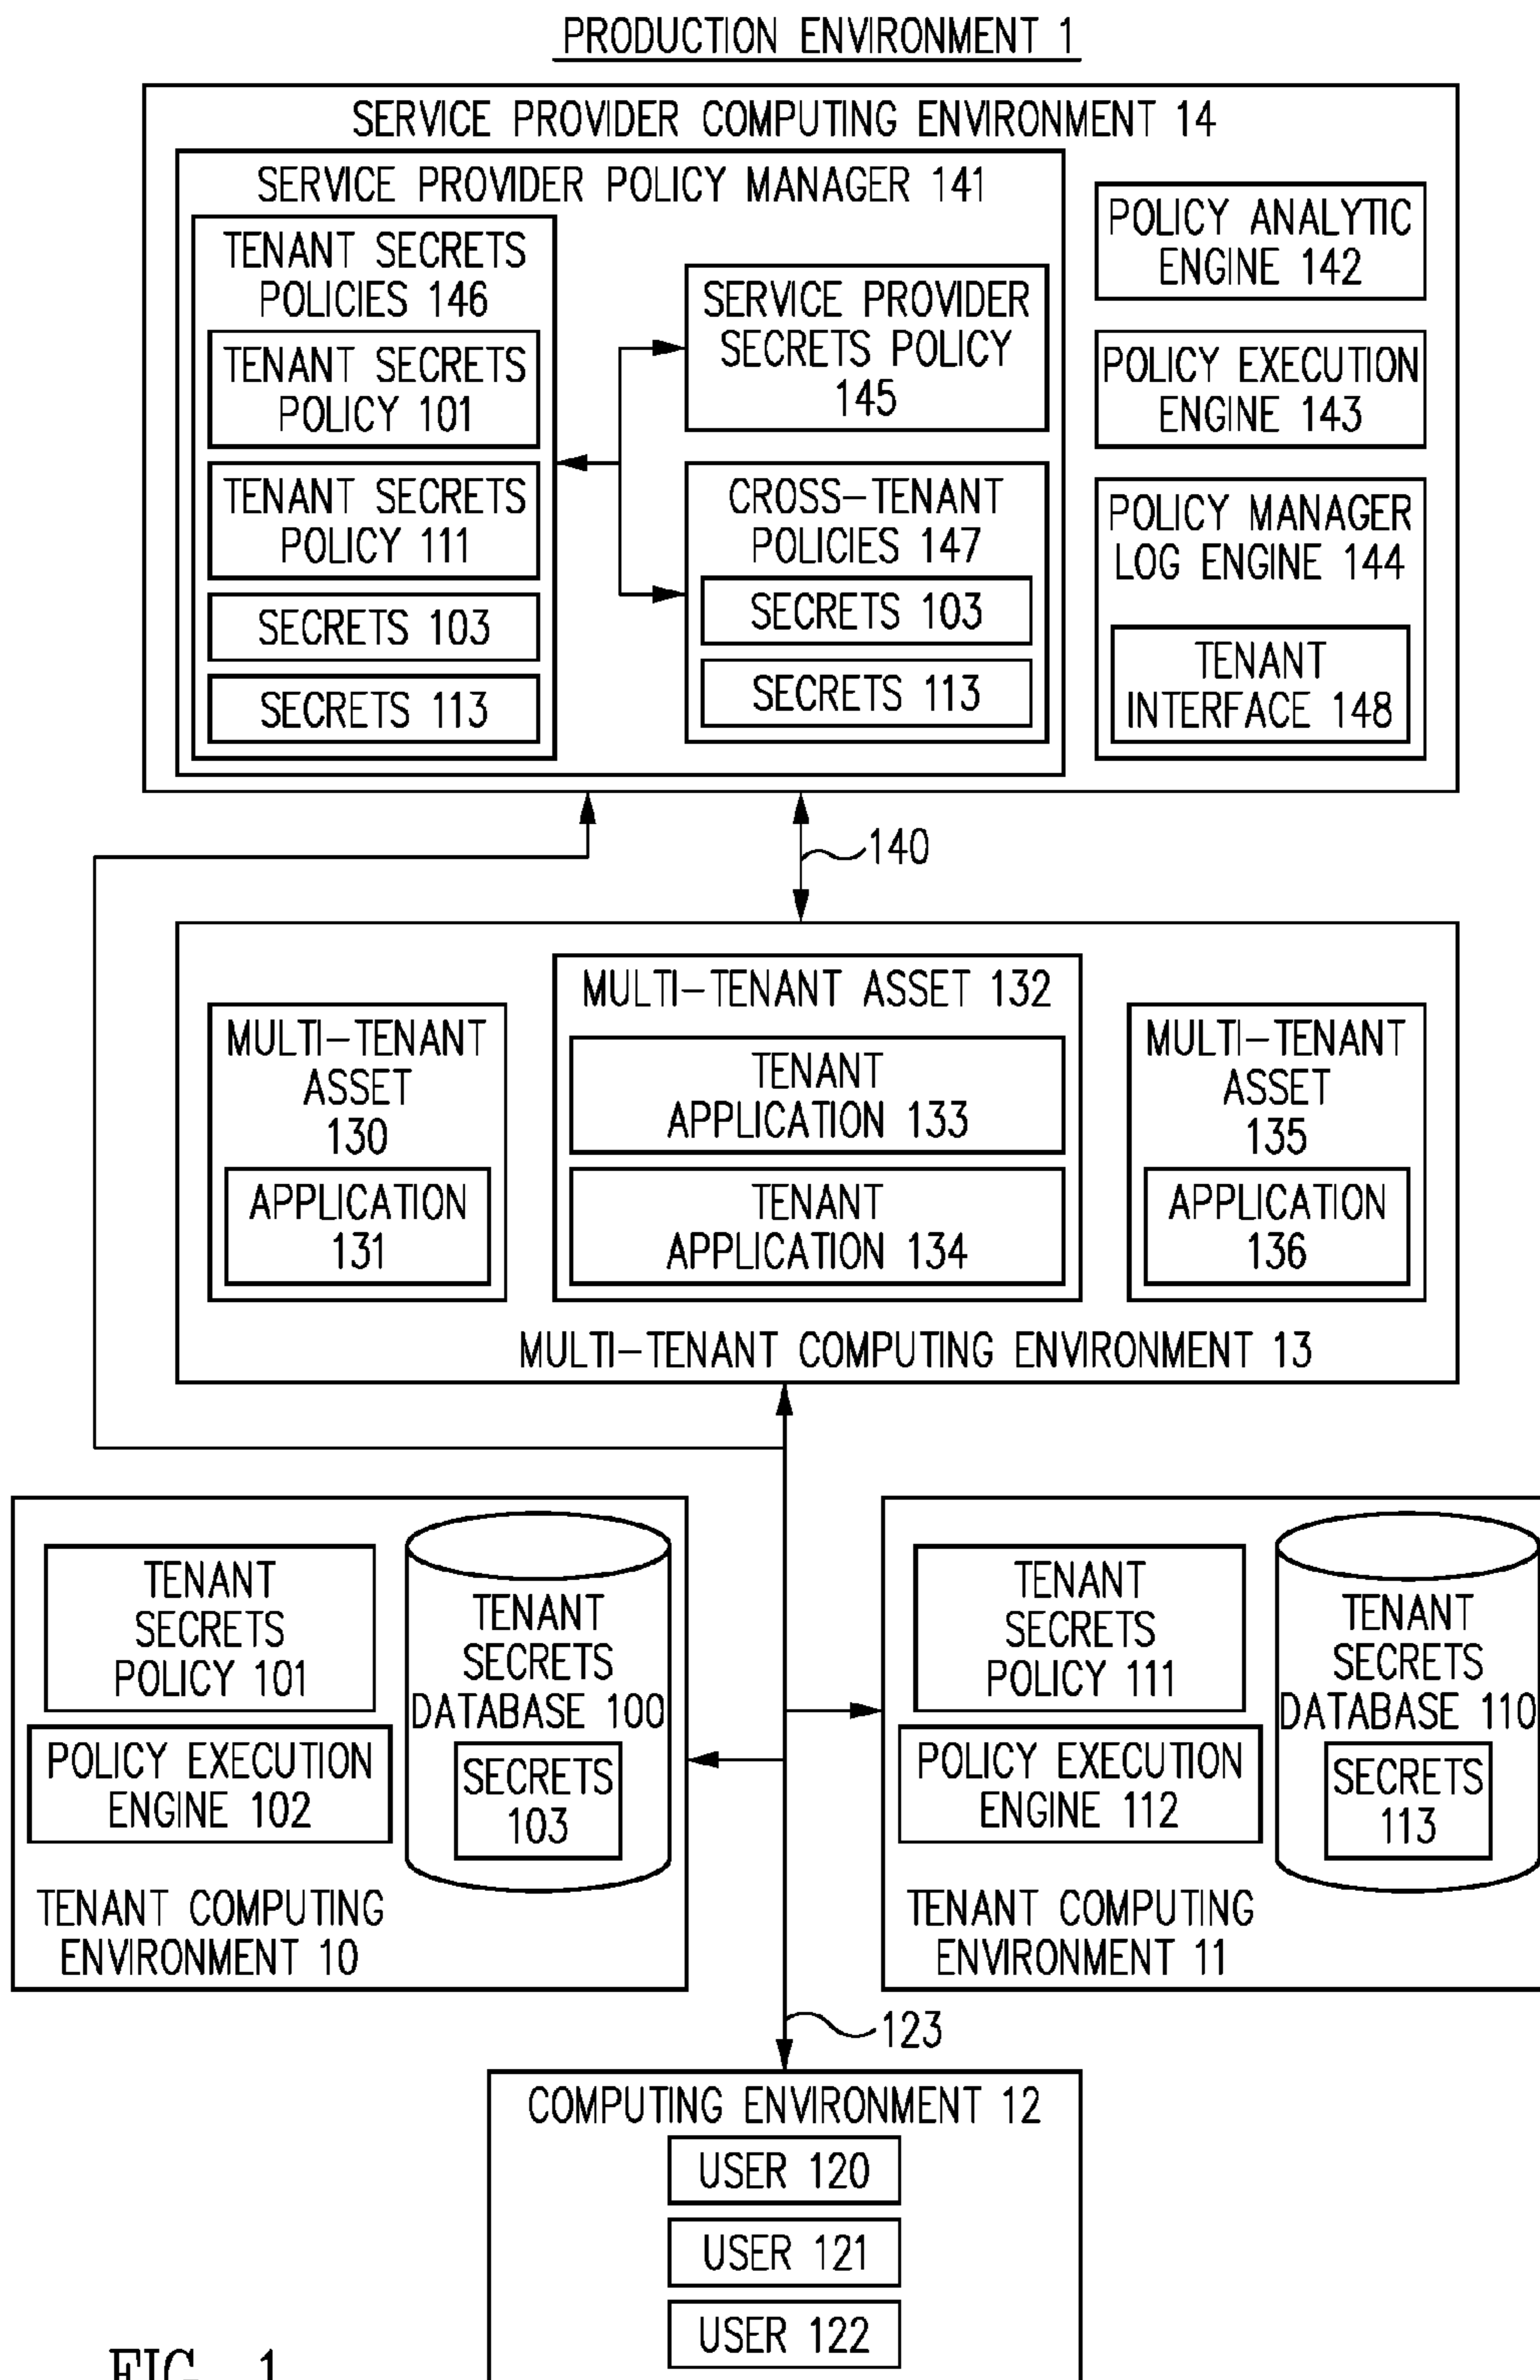 PRODUCTION ENVIRONMENT 1
SERVICE PROVIDER COMPUTING ENVIRONMENT 14
SERVICE PROVIDER POLICY MANAGER 141
TENANT SECRETS
POLICIES 146
TENANT SECRETS
POLICY 101
TENANT SECRETS
POLICY 111
SECRETS 103
SECRETS 113
SERVICE PROVIDER
SECRETS POLICY
145
CROSS-TENANT
POLICIES 147
SECRETS 103
SECRETS 113
POLICY ANALYTIC
ENGINE 142
POLICY EXECUTION
ENGINE 143
POLICY MANAGER
LOG ENGINE 144
TENANT
INTERFACE 148
140
MULTI-TENANT
ASSET
130
APPLICATION
131
MULTI-TENANT ASSET 132
TENANT
APPLICATION 133
TENANT
APPLICATION 134
MULTI-TENANT
ASSET
135
APPLICATION
136
MULTI-TENANT COMPUTING ENVIRONMENT 13
TENANT
SECRETS
POLICY 101
POLICY EXECUTION
ENGINE 102
TENANT
SECRETS
DATABASE 100
SECRETS
103
TENANT COMPUTING
ENVIRONMENT 10
TENANT
SECRETS
POLICY 111
POLICY EXECUTION
ENGINE 112
TENANT
SECRETS
DATABASE 110
SECRETS
113
TENANT COMPUTING
ENVIRONMENT 11
123
COMPUTING ENVIRONMENT 12
USER 120
USER 121
USER 122
FIG. 1